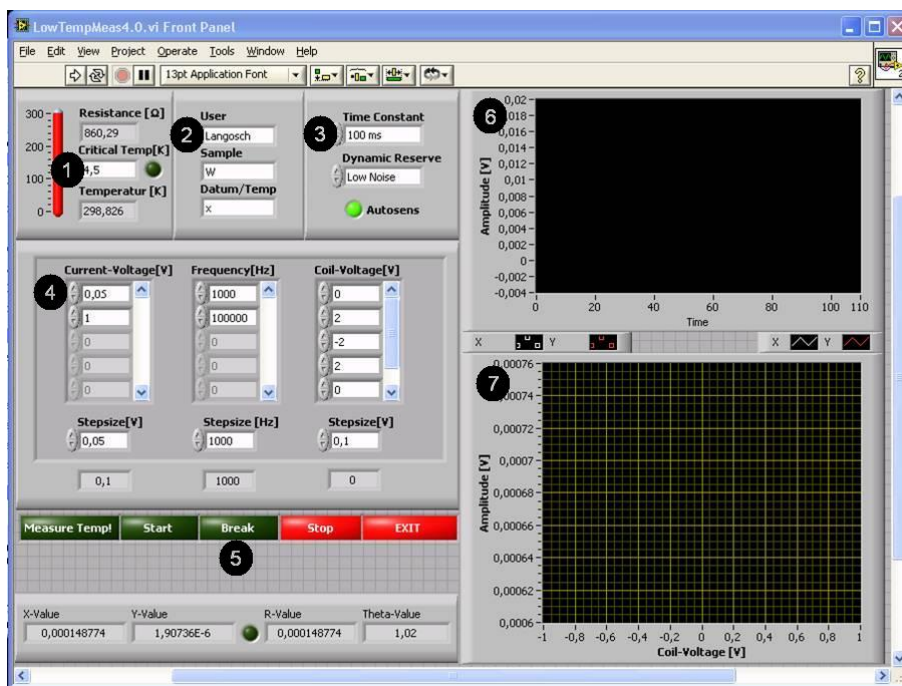 LowTempMeas4.0.vi Front Panel
File Edit View Project Operate Tools Window Help
13pt Application Font
?
2
300
200
100
0
Resistance [Ω]
860,29
1
Critical Temp[K]
4,5
Temperatur [K]
298,826
2
User
Langosch
Sample
W
Datum/Temp
x
3
Time Constant
100 ms
Dynamic Reserve
Low Noise
Autosens
4
Current-Voltage[V] Frequency[Hz] Coil-Voltage[V]
0,05 1000 0
1 100000 2
0 0 -2
0 0 2
0 0 0
Stepsize[V] Stepsize [Hz] Stepsize[V]
0,05 1000 0,1
0,1 1000 0
Measure Temp! Start Break Stop EXIT
5
X-Value Y-Value R-Value Theta-Value
0,000148774 1,90736E-6 0,000148774 1,02
6
Amplitude [V]
0,02
0,018
0,016
0,014
0,012
0,01
0,008
0,006
0,004
0,002
0
-0,002
-0,004
0 20 40 60 80 100 110
Time
X Y X Y
7
Amplitude [V]
0,00076
0,00074
0,00072
0,0007
0,00068
0,00066
0,00064
0,00062
0,0006
-1 -0,8 -0,6 -0,4 -0,2 0 0,2 0,4 0,6 0,8 1
Coil-Voltage [V]